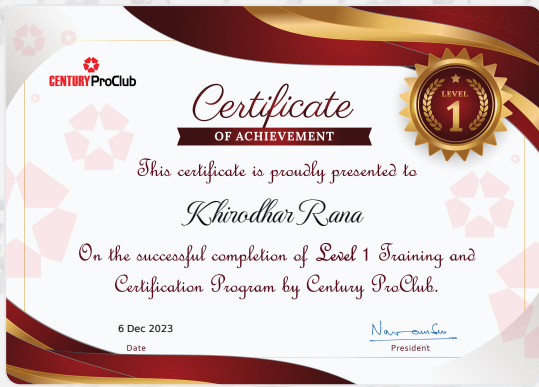 CENTURY ProClub
Certificate
OF ACHIEVEMENT
LEVEL
1
This certificate is proudly presented to
Khirodhar Rana
On the successful completion of Level 1 Training and
Certification Program by Century ProClub.
6 Dec 2023
Date
President